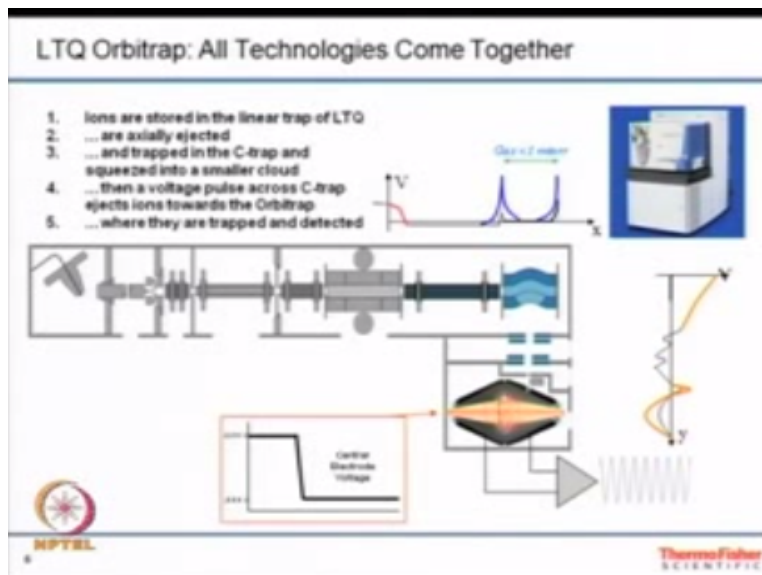 LTQ Orbitrap: All Technologies Come Together
1. Ions are stored in the linear trap of LTQ
2. ...are axially ejected
3. ...and trapped in the C-trap and
squeezed into a smaller cloud
4. ...then a voltage pulse across C-trap
ejects ions towards the Orbitrap
5. ...where they are trapped and detected
V
x
V
y
Central
Electrode
Voltage
NPTEL
6
ThermoFisher
SCIENTIFIC